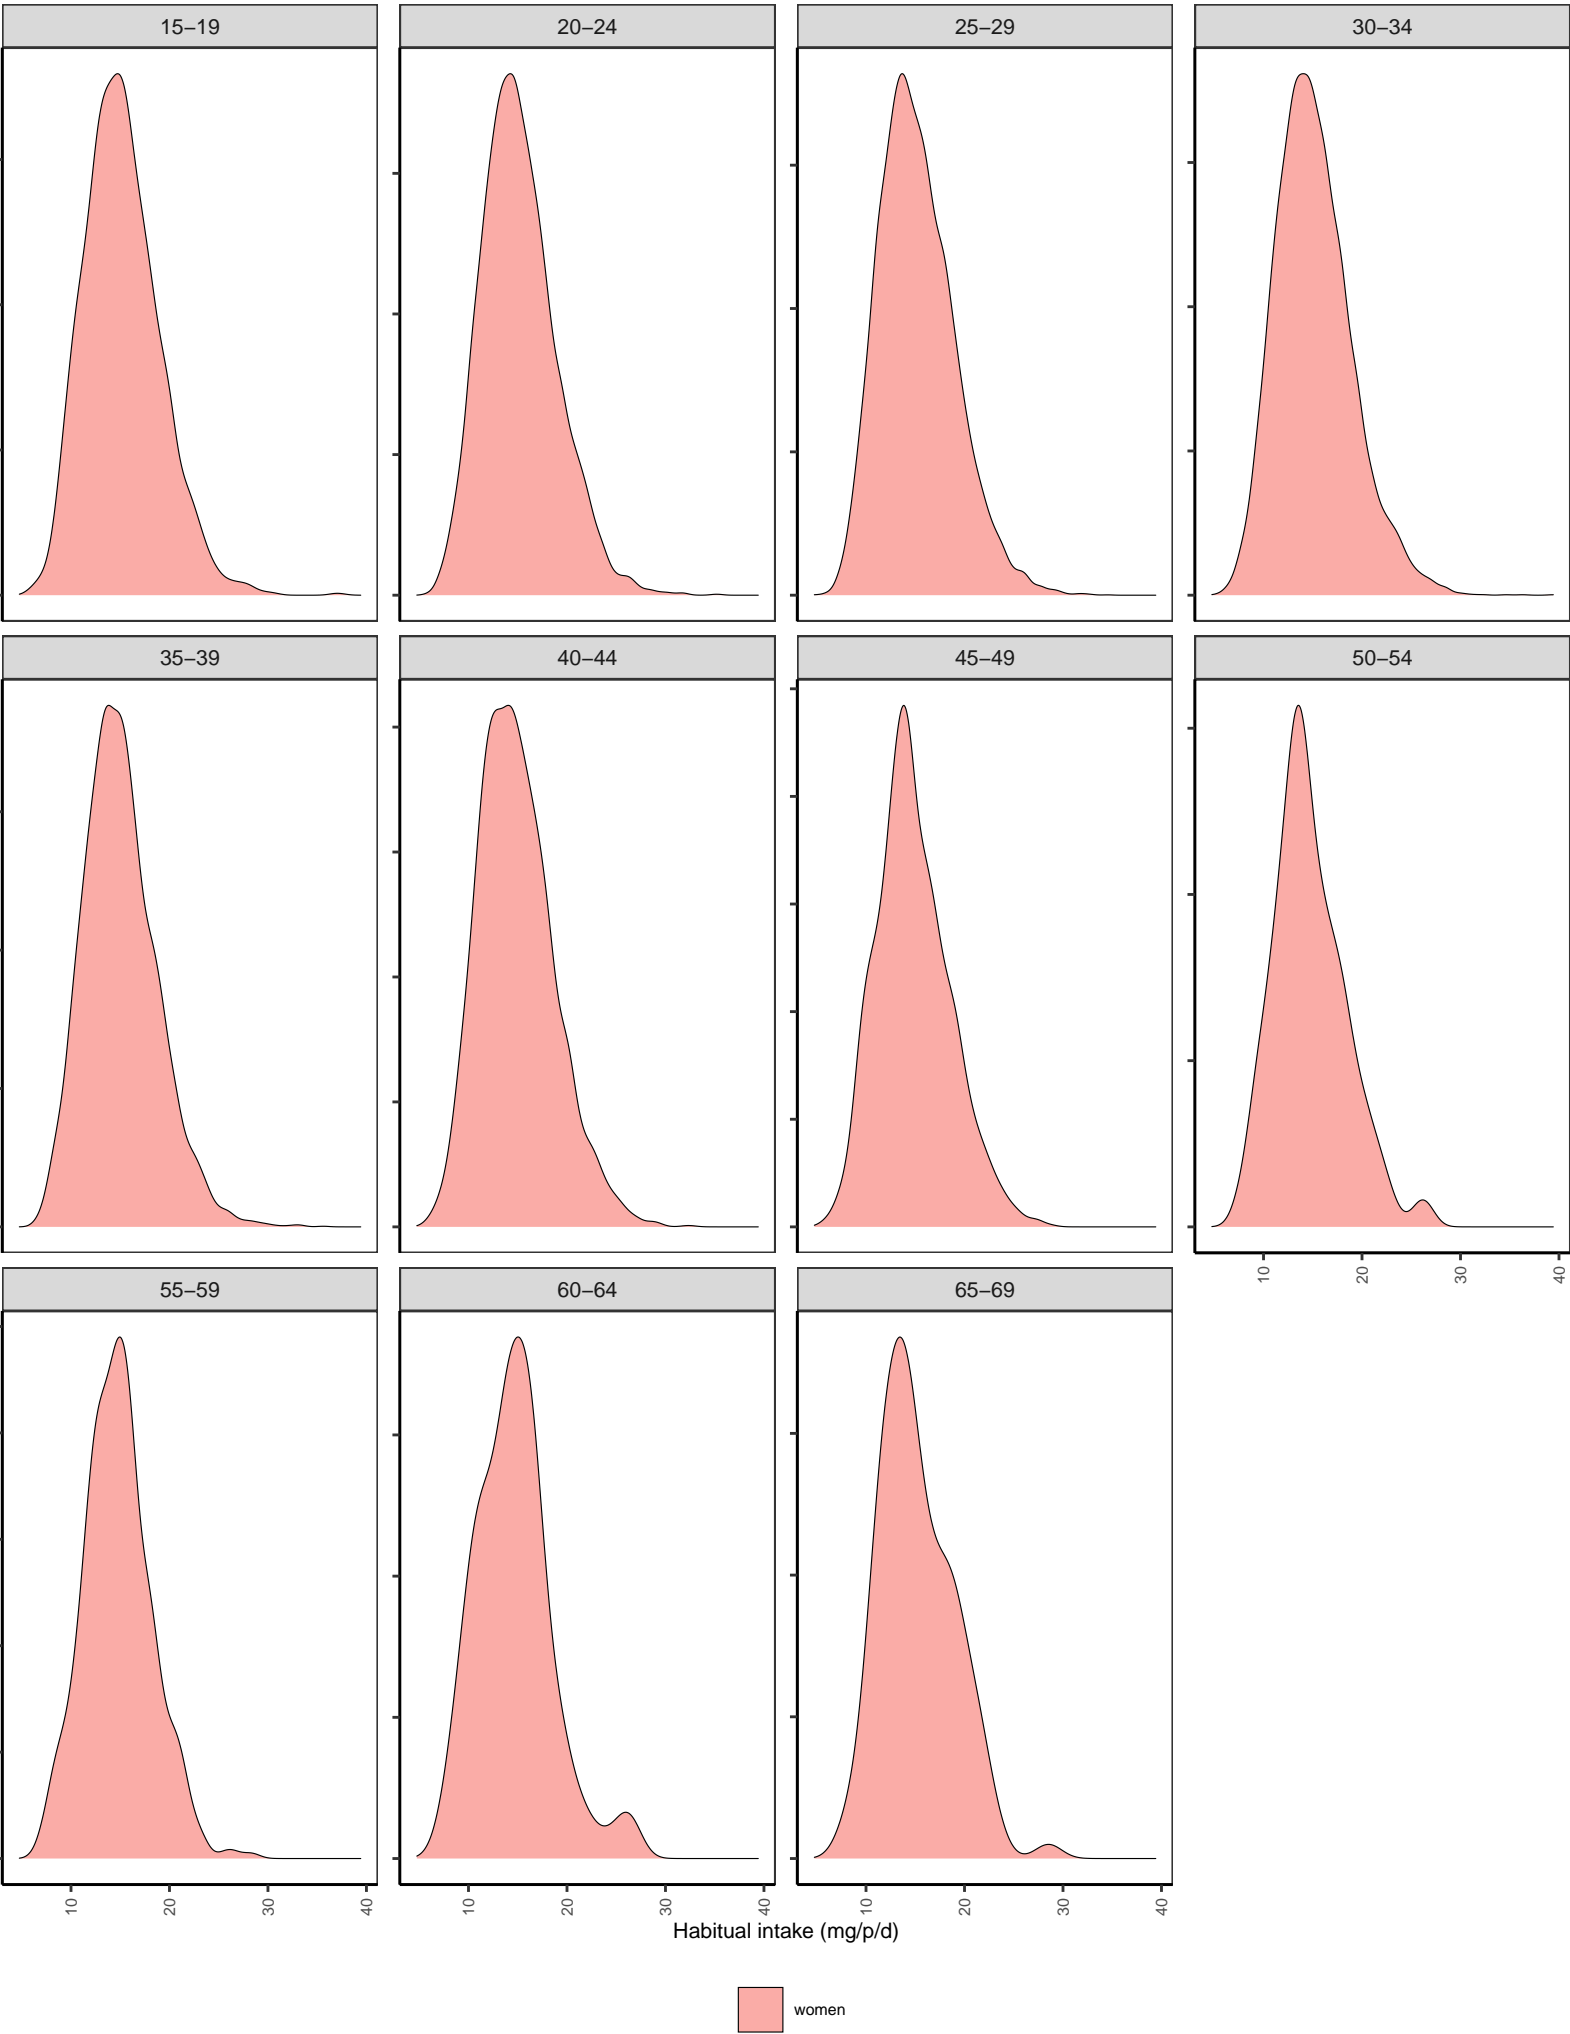 15–19 20–24 25–29 30–34
35–39 40–44 45–49 50–54
10 20 30 40
55–59 60–64 65–69
10 20 30 40 10 20 30 40 10 20 30 40
Habitual intake (mg/p/d)
women